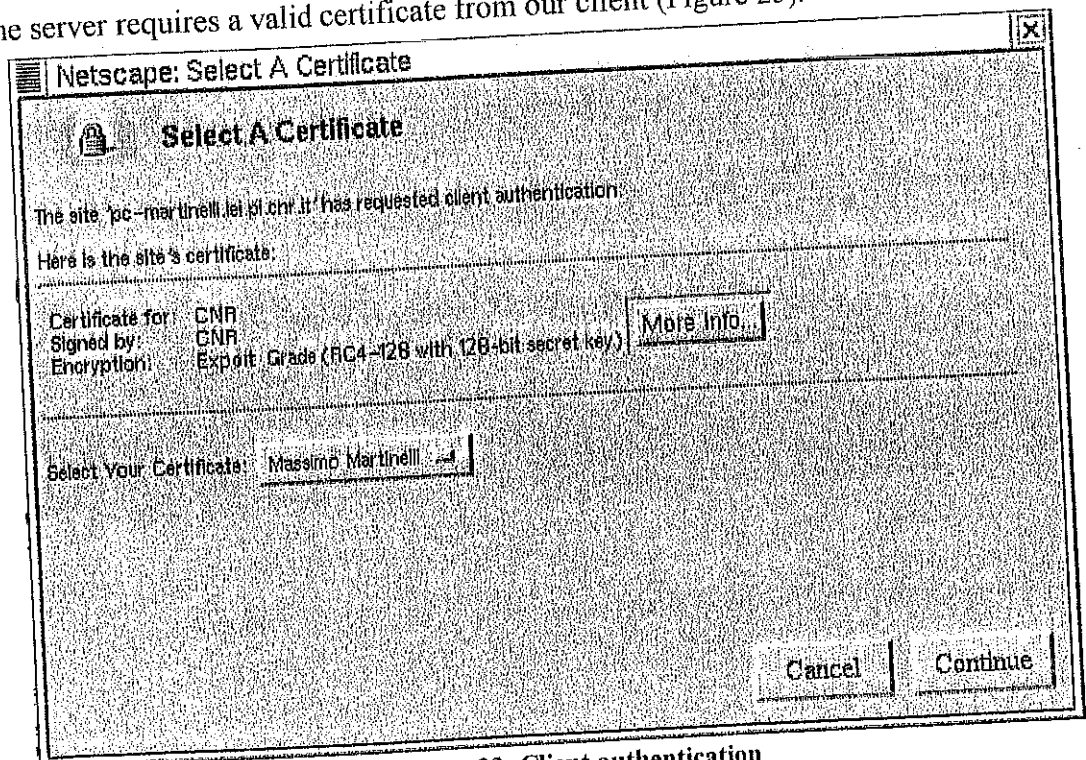 server requires a valid certificate from our client (Figure
Netscape: Select A Certificate
Select A Certificate
The site 'pc-martinelli.iei.pi.cnr.it' has requested client authentication.
Here is the site's certificate:
Certificate for: CNR
Signed by: CNR
Encryption: Export Grade (RC4-128 with 128-bit secret key.)
More Info...
Select Your Certificate: Massimo Martinelli
Cancel Continue
Client authentication